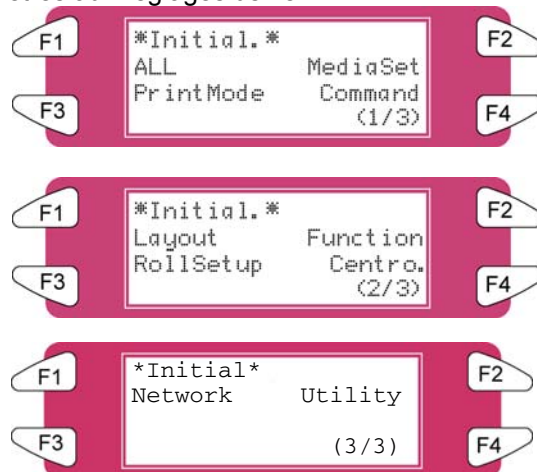 F1 *Initial.* F2
ALL MediaSet
PrintMode Command
F3 (1/3) F4
F1 *Initial.* F2
Layout Function
RollSetup Centro.
F3 (2/3) F4
F1 *Initial* F2
Network Utility
F3 (3/3) F4